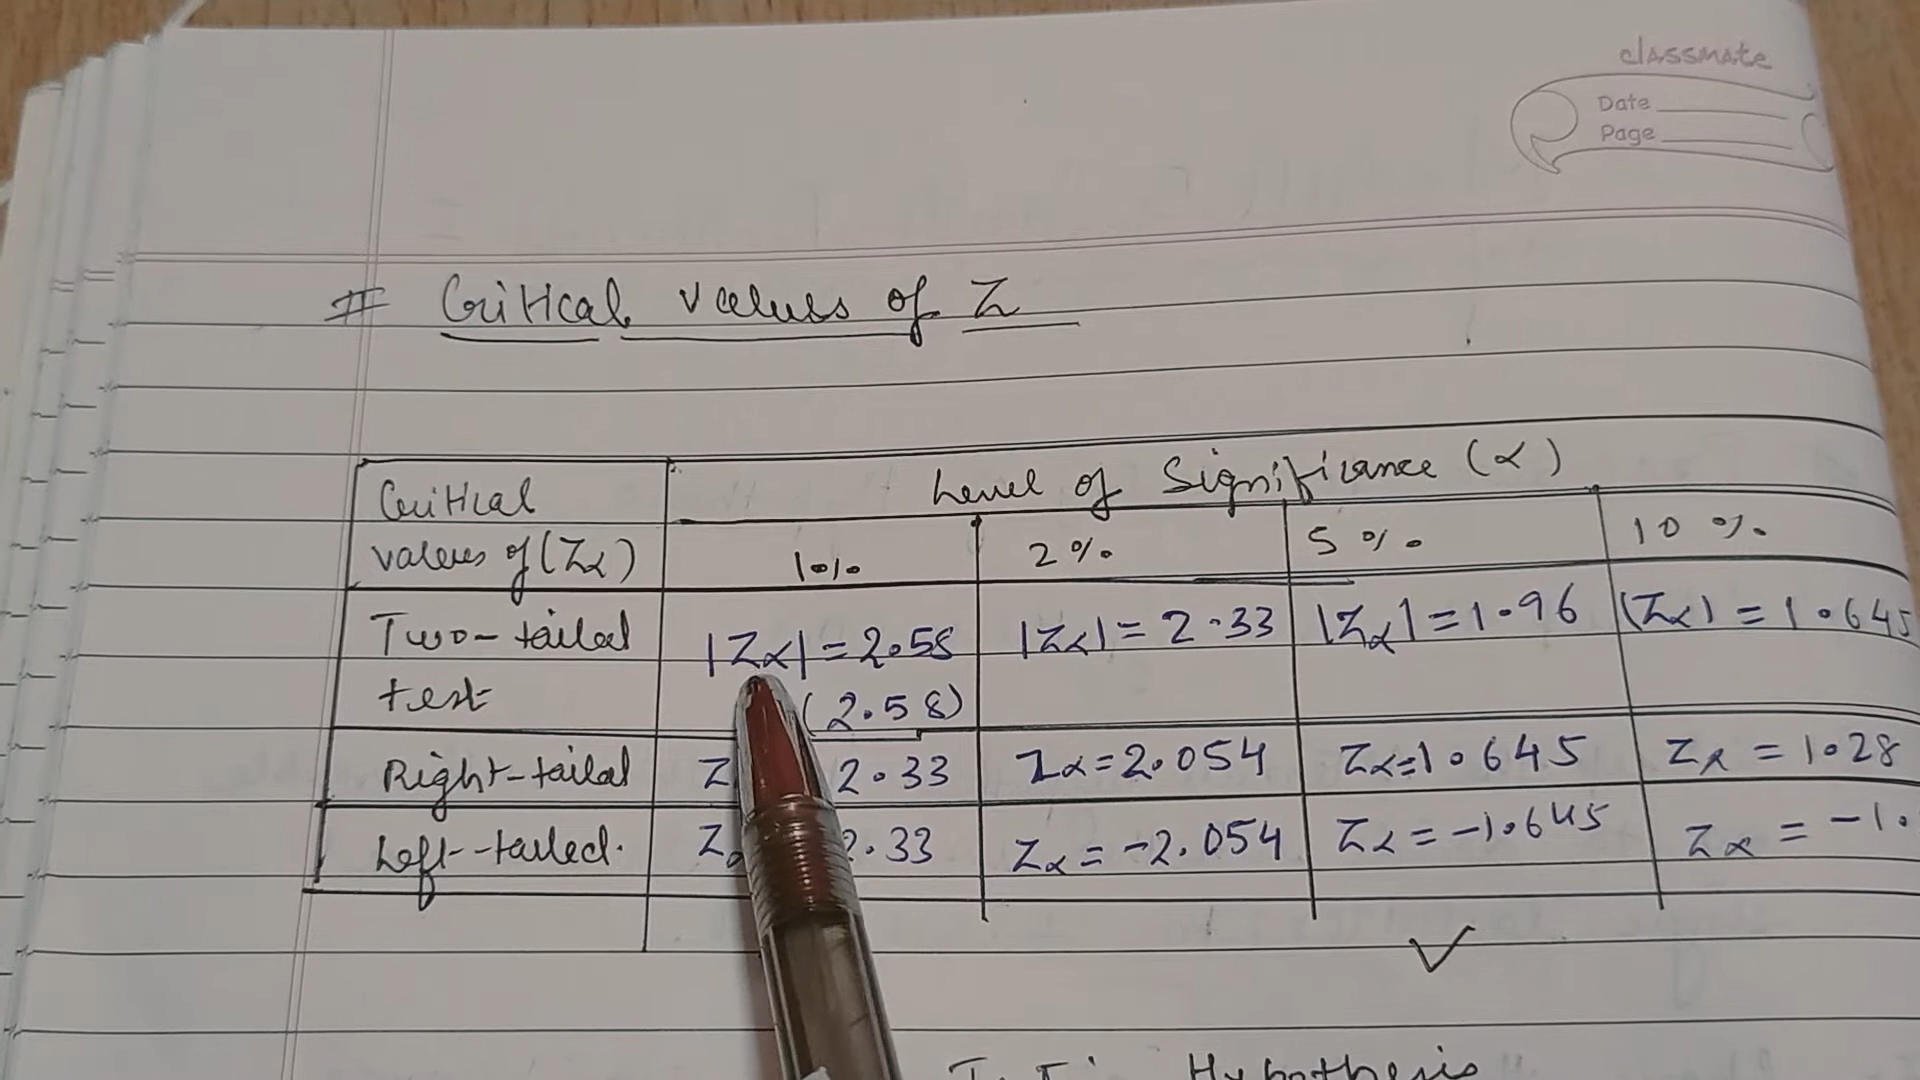 classmate
Date
Page
# Critical values of Z
Critical values of (Zα) Level of Significance (α)
1% 2% 5% 10%
Two-tailed test |Zα| = 2.58 (2.58) |Zα| = 2.33 |Zα| = 1.96 |Zα| = 1.645
Right-tailed Z 2.33 Zα = 2.054 Zα = 1.645 Zα = 1.28
Left-tailed. Zα 2.33 Zα = -2.054 Zα = -1.645 Zα = -1.
Hypothesis